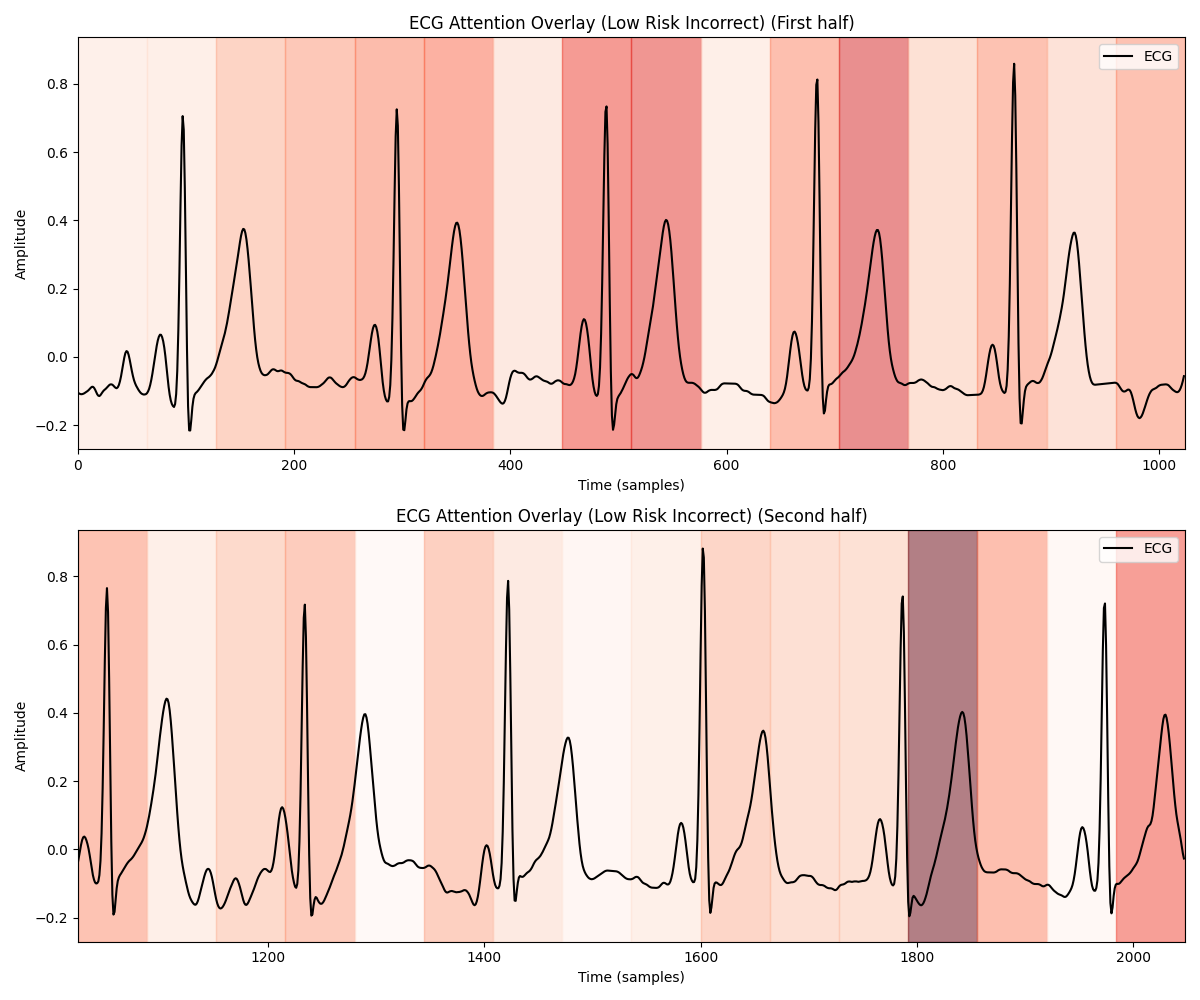 ECG Attention Overlay (Low Risk Incorrect) (First half)
ECG
Amplitude
0.8
0.6
0.4
0.2
0.0
−0.2
0 200 400 600 800 1000
Time (samples)
ECG Attention Overlay (Low Risk Incorrect) (Second half)
ECG
Amplitude
0.8
0.6
0.4
0.2
0.0
−0.2
1200 1400 1600 1800 2000
Time (samples)